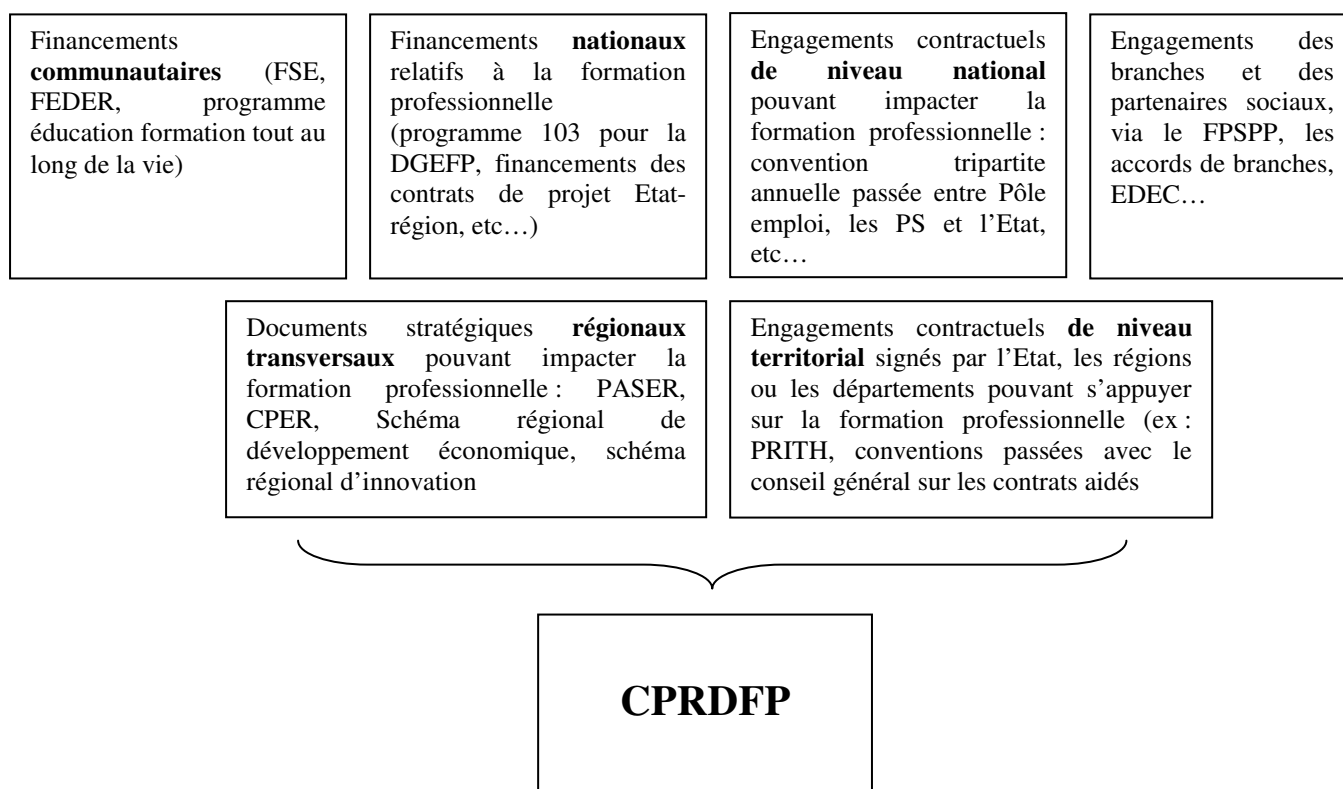 Financements
communautaires (FSE,
FEDER, programme
éducation formation tout au
long de la vie)
Financements nationaux
relatifs à la formation
professionnelle
(programme 103 pour la
DGEFP, financements des
contrats de projet Etat-
région, etc…)
Engagements contractuels
de niveau national
pouvant impacter la
formation professionnelle :
convention tripartite
annuelle passée entre Pôle
emploi, les PS et l’Etat,
etc…
Engagements des
branches et des
partenaires sociaux,
via le FPSPP, les
accords de branches,
EDEC…
Documents stratégiques régionaux
transversaux pouvant impacter la
formation professionnelle : PASER,
CPER, Schéma régional de
développement économique, schéma
régional d’innovation
Engagements contractuels de niveau
territorial signés par l’Etat, les régions
ou les départements pouvant s’appuyer
sur la formation professionnelle (ex :
PRITH, conventions passées avec le
conseil général sur les contrats aidés
CPRDFP